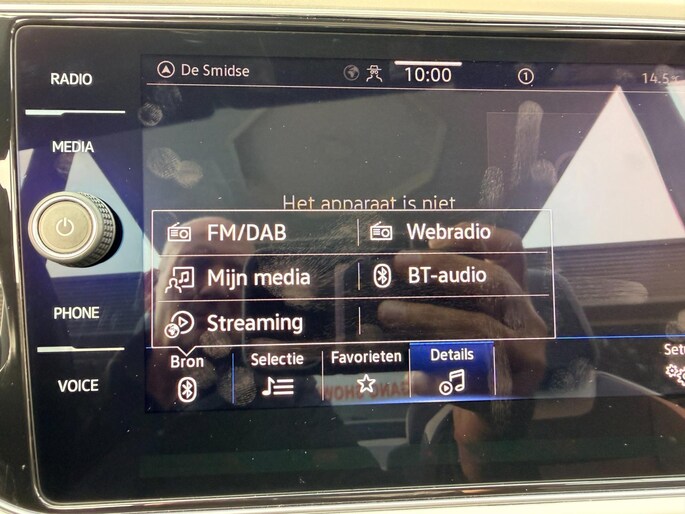 RADIO
MEDIA
PHONE
VOICE
De Smidse
10:00
1
14.5
Het apparaat is niet
FM/DAB
Webradio
Mijn media
BT-audio
Streaming
Bron
Selectie
Favorieten
Details